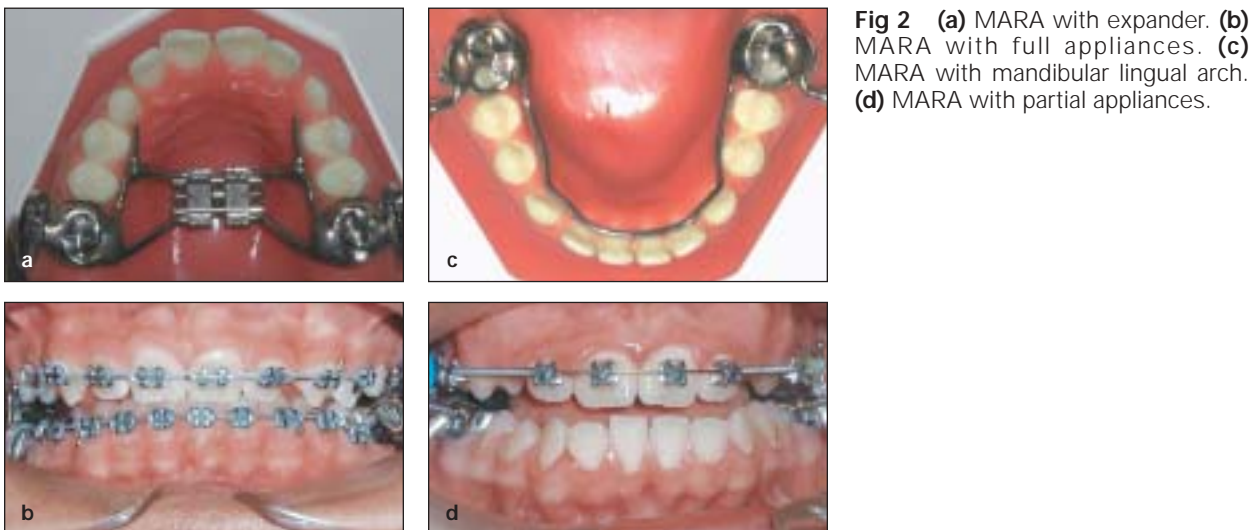 Fig 2 (a) MARA with expander. (b)
MARA with full appliances. (c)
MARA with mandibular lingual arch.
(d) MARA with partial appliances.
a
c
b
d